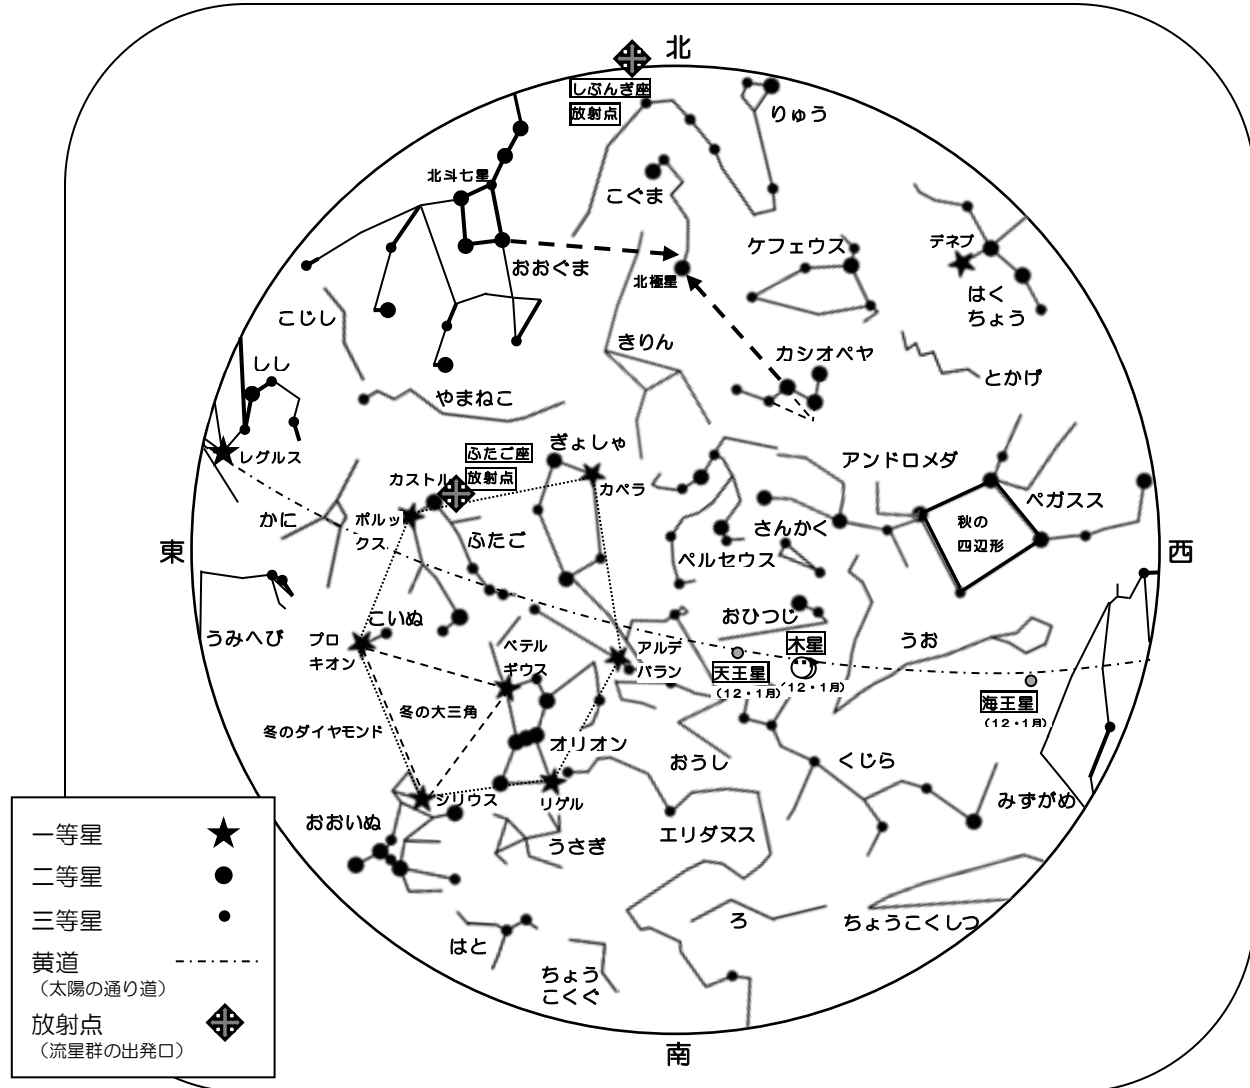 北
しぶんぎ座
放射点
りゅう
北斗七星
こぐま
デネブ
ケフェウス
おおぐま
北極星
はく
ちょう
こじし
きりん
カシオペヤ
しし
とかげ
やまねこ
ふたご座
放射点
ぎょしゃ
レグルス
カストル
カペラ
アンドロメダ
ペガスス
かに
ポルッ
クス
ふたご
さんかく
秋の
四辺形
東
ペルセウス
西
うみへび
こいぬ
プロ
キオン
おひつじ
うお
ベテル
ギウス
アルデ
バラン
木星
(12・1月)
天王星
(12・1月)
海王星
(12・1月)
冬の大三角
冬のダイヤモンド
オリオン
おうし
くじら
みずがめ
シリウス
リゲル
おおいぬ
うさぎ
エリダヌス
はと
ろ
ちょうこくしつ
ちょう
こくぐ
南
一等星
二等星
三等星
黄道
（太陽の通り道）
放射点
（流星群の出発口）